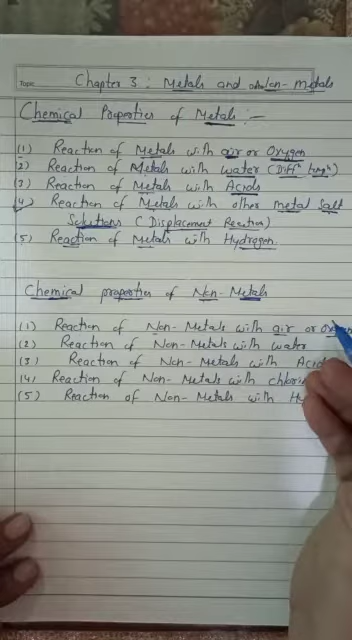 Topic Chapter 3 : Metals and Non-metals
Chemical Properties of Metals :-
(1) Reaction of Metals with air or Oxygen
(2) Reaction of Metals with water (Diffn tmpr)
(3) Reaction of Metals with Acids
(4) Reaction of Metals with other Metal Salt
Solutions ( Displacement Reaction)
(5) Reaction of Metals with Hydrogen.
Chemical properties of Non-Metals
(1) Reaction of Non-Metals with air or
(2) Reaction of Non-Metals with water
(3) Reaction of Non-Metals with Acid
(4) Reaction of Non-Metals with
(5) Reaction of Non-Metals with